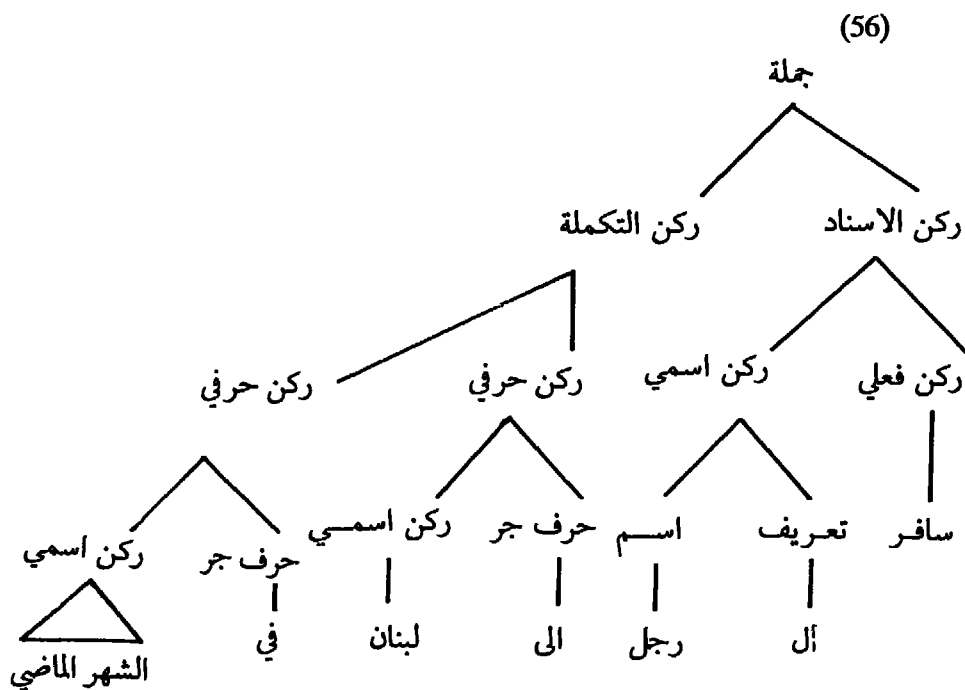 (56)
جملة
ركن الاسناد ركن التكملة
ركن فعلي ركن اسمي ركن حرفي ركن حرفي
سافر تعريف اسم حرف جر ركن اسمي حرف جر ركن اسمي
أل رجل الى لبنان في الشهر الماضي